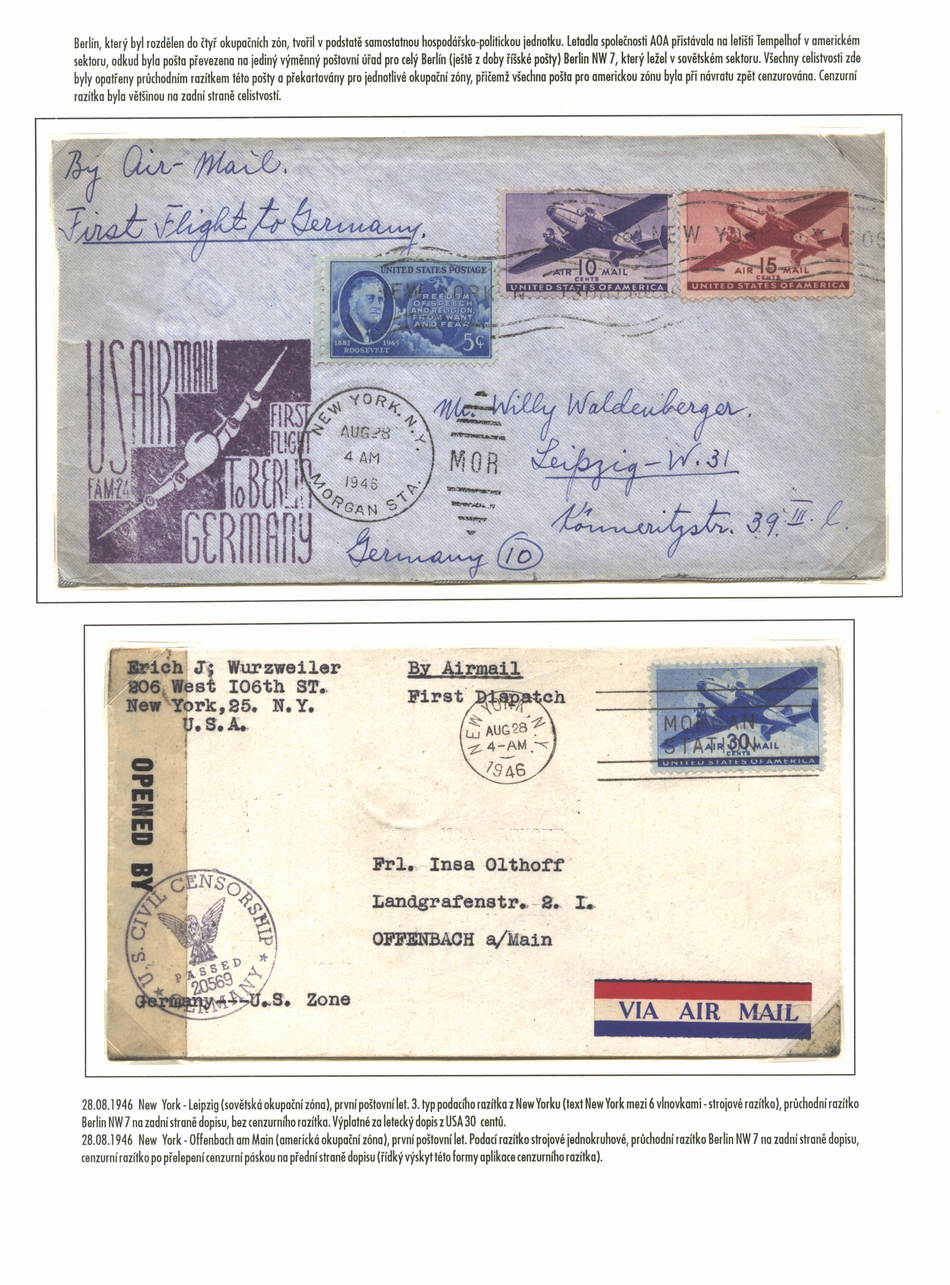 Berlín, který byl rozdělen do čtyř okupačních zón, tvořil v podstatě samostatnou hospodářsko-politickou jednotku. Letadla společnosti AOA přistávala na letišti Tempelhof v americkém
sektoru, odkud byla pošta převezena na jediný výměnný poštovní úřad pro celý Berlín (ještě z doby říšské pošty) Berlin NW 7, který ležel v sovětském sektoru. Všechny celistvosti zde
byly opatřeny průchodním razítkem této pošty a překartovány pro jednotlivé okupační zóny, přičemž všechna pošta pro americkou zónu byla při návratu zpět cenzurována. Cenzurní
razítka byla většinou na zadní straně celistvostí.
By Air-Mail.
First Flight to Germany.
AIR 10 MAIL
CENTS
UNITED STATES OF AMERICA
NEW YORK
AIR 15 MAIL
CENTS
UNITED STATES OF AMERICA
UNITED STATES POSTAGE
FREEDOM
OF SPEECH
AND RELIGION,
FROM WANT
AND FEAR
1882 1945
ROOSEVELT
5¢
US AIR MAIL
FIRST
FLIGHT
FAM-24
TO BERLIN
GERMANY
NEW YORK, N.Y.
AUG 28
4 AM
1946
MORGAN STA.
MOR
Mr. Willy Waldenberger.
Leipzig-W.31
Könneritzstr. 39 III l.
Germany 10
Erich J; Wurzweiler
206 West I06th ST.
New York,25. N.Y.
U.S.A.
By Airmail
First Dispatch
NEW YORK, N.Y.
AUG 28
4-AM
1946
MORGAN
STATION
AIR 30 MAIL
CENTS
UNITED STATES OF AMERICA
OPENED BY
U.S. CIVIL CENSORSHIP
PASSED
20569
GERMANY
Frl. Insa Olthoff
Landgrafenstr. 2. I.
OFFENBACH a/Main
Germany---U.S. Zone
VIA AIR MAIL
28.08.1946 New York - Leipzig (sovětská okupační zóna), první poštovní let. 3. typ podacího razítka z New Yorku (text New York mezi 6 vlnovkami - strojové razítko), průchodní razítko
Berlin NW 7 na zadní straně dopisu, bez cenzurního razítka. Výplatné za letecký dopis z USA 30 centů.
28.08.1946 New York - Offenbach am Main (americká okupační zóna), první poštovní let. Podací razítko strojové jednokruhové, průchodní razítko Berlin NW 7 na zadní straně dopisu,
cenzurní razítko po přelepení cenzurní páskou na přední straně dopisu (řídký výskyt této formy aplikace cenzurního razítka).